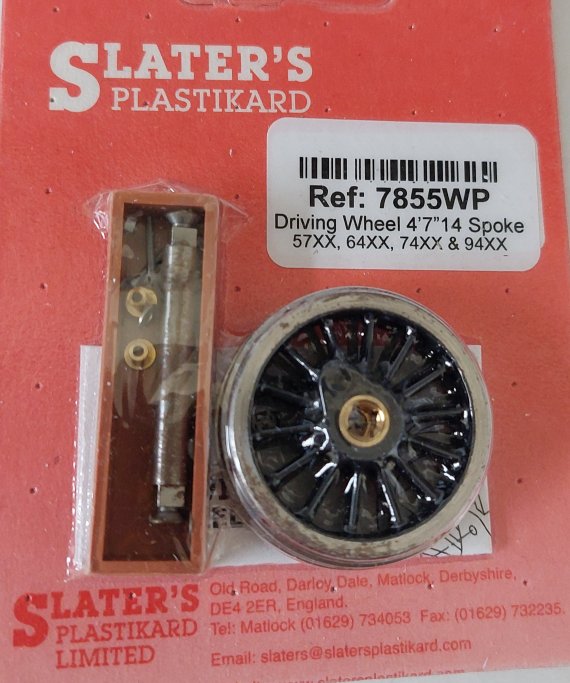 SLATER'S
PLASTIKARD
Ref: 7855WP
Driving Wheel 4'7"14 Spoke
57XX, 64XX, 74XX & 94XX
SLATER'S
PLASTIKARD
LIMITED
Old Road, Darley Dale, Matlock, Derbyshire,
DE4 2ER, England.
Tel: Matlock (01629) 734053 Fax: (01629) 732235.
Email: slaters@slatersplastikard.com